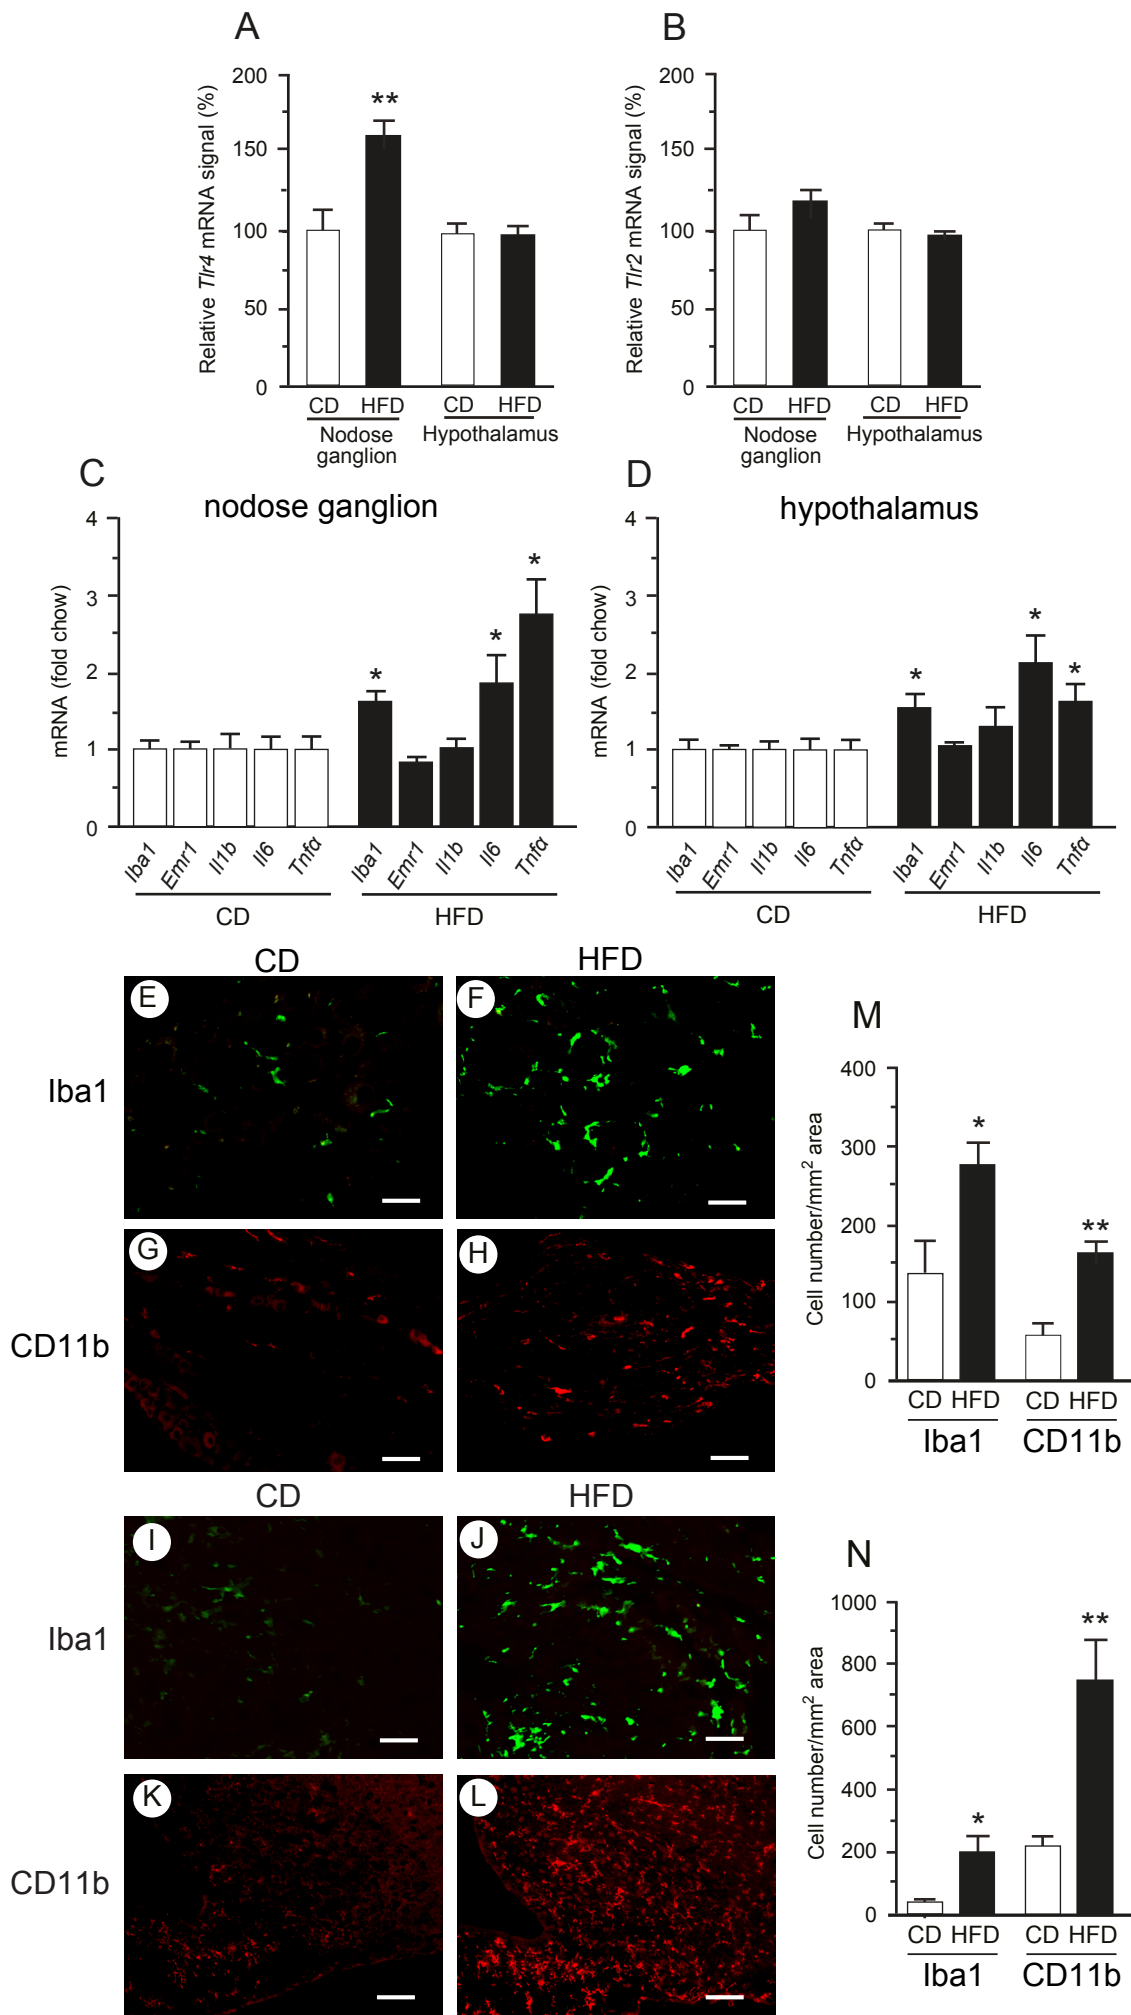 A
B
Relative Tlr4 mRNA signal (%)
200
150
100
50
0
**
CD HFD CD HFD
Nodose ganglion
Hypothalamus
Relative Tlr2 mRNA signal (%)
200
150
100
50
0
CD HFD CD HFD
Nodose ganglion
Hypothalamus
C
nodose ganglion
mRNA (fold chow)
4
3
2
1
0
* * *
Iba1 Emr1 Il1b Il6 Tnfα Iba1 Emr1 Il1b Il6 Tnfα
CD HFD
D
hypothalamus
mRNA (fold chow)
4
3
2
1
0
* * *
Iba1 Emr1 Il1b Il6 Tnfα Iba1 Emr1 Il1b Il6 Tnfα
CD HFD
CD HFD
Iba1
E F
CD11b
G H
M
Cell number/mm² area
400
300
200
100
0
* **
CD HFD CD HFD
Iba1 CD11b
CD HFD
Iba1
I J
CD11b
K L
N
Cell number/mm² area
1000
800
600
400
200
0
* **
CD HFD CD HFD
Iba1 CD11b